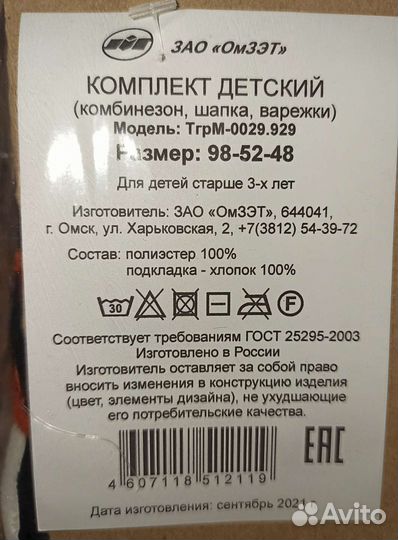 ЗАО «ОмЗЭТ»
КОМПЛЕКТ ДЕТСКИЙ
(комбинезон, шапка, варежки)
Модель: ТгрМ-0029.929
Размер: 98-52-48
Для детей старше 3-х лет
Изготовитель: ЗАО «ОмЗЭТ», 644041,
г. Омск, ул. Харьковская, 2, +7(3812) 54-39-72
Состав: полиэстер 100%
подкладка - хлопок 100%
30 F
Соответствует требованиям ГОСТ 25295-2003
Изготовлено в России
Изготовитель оставляет за собой право
вносить изменения в конструкцию изделия
(цвет, элементы дизайна), не ухудшающие
его потребительские качества.
EAC
4 607118 512119
Дата изготовления: сентябрь 2021 г.
Avito